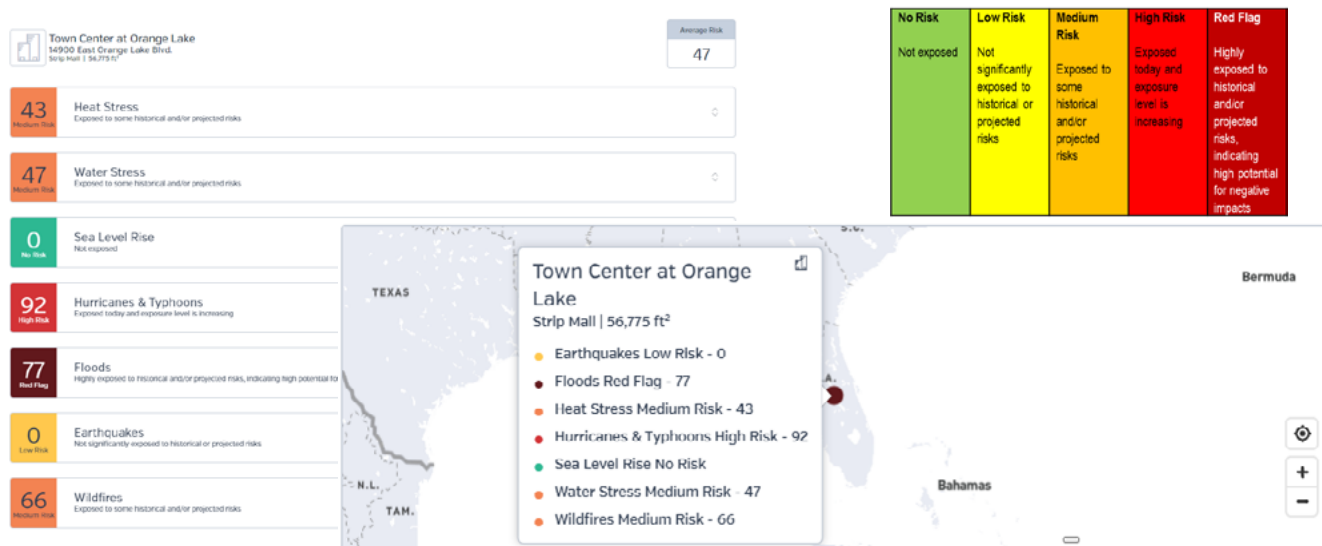 Town Center at Orange Lake
14900 East Orange Lake Blvd.
Strip Mall | 56,775 ft²
Average Risk
47
43
Medium Risk
Heat Stress
Exposed to some historical and/or projected risks
47
Medium Risk
Water Stress
Exposed to some historical and/or projected risks
0
No Risk
Sea Level Rise
Not exposed
92
High Risk
Hurricanes & Typhoons
Exposed today and exposure level is increasing
77
Red Flag
Floods
Highly exposed to historical and/or projected risks, indicating high potential fo
0
Low Risk
Earthquakes
Not significantly exposed to historical or projected risks
66
Medium Risk
Wildfires
Exposed to some historical and/or projected risks
No Risk
Not exposed
Low Risk
Not
significantly
exposed to
historical or
projected
risks
Medium
Risk
Exposed to
some
historical
and/or
projected
risks
High Risk
Exposed
today and
exposure
level is
increasing
Red Flag
Highly
exposed to
historical
and/or
projected
risks,
indicating
high potential
for negative
impacts
S.C.
TEXAS
Bermuda
Town Center at Orange
Lake
Strip Mall | 56,775 ft²
Earthquakes Low Risk - 0
Floods Red Flag - 77
Heat Stress Medium Risk - 43
Hurricanes & Typhoons High Risk - 92
Sea Level Rise No Risk
Water Stress Medium Risk - 47
Wildfires Medium Risk - 66
A.
N.L.
TAM.
Bahamas
+
−